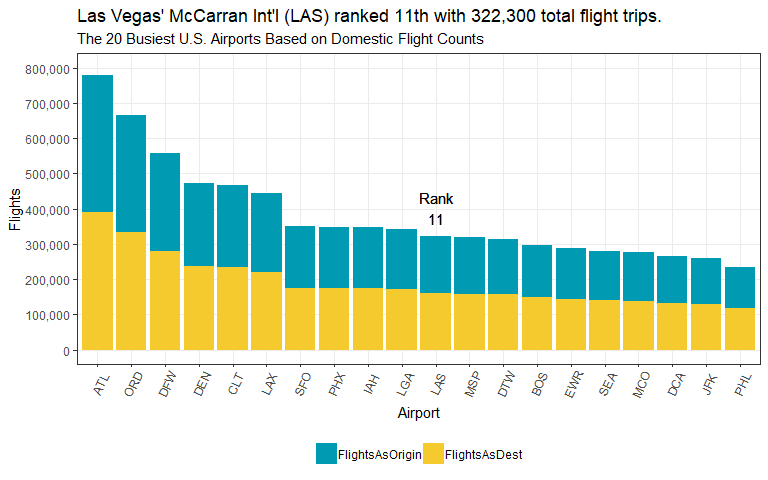 Las Vegas' McCarran Int'l (LAS) ranked 11th with 322,300 total flight trips.
The 20 Busiest U.S. Airports Based on Domestic Flight Counts
800,000
700,000
600,000
500,000
400,000
300,000
200,000
100,000
0
Flights
Rank
11
ATL ORD DFW DEN CLT LAX SFO PHX IAH LGA LAS MSP DTW BOS EWR SEA MCO DCA JFK PHL
Airport
FlightsAsOrigin FlightsAsDest